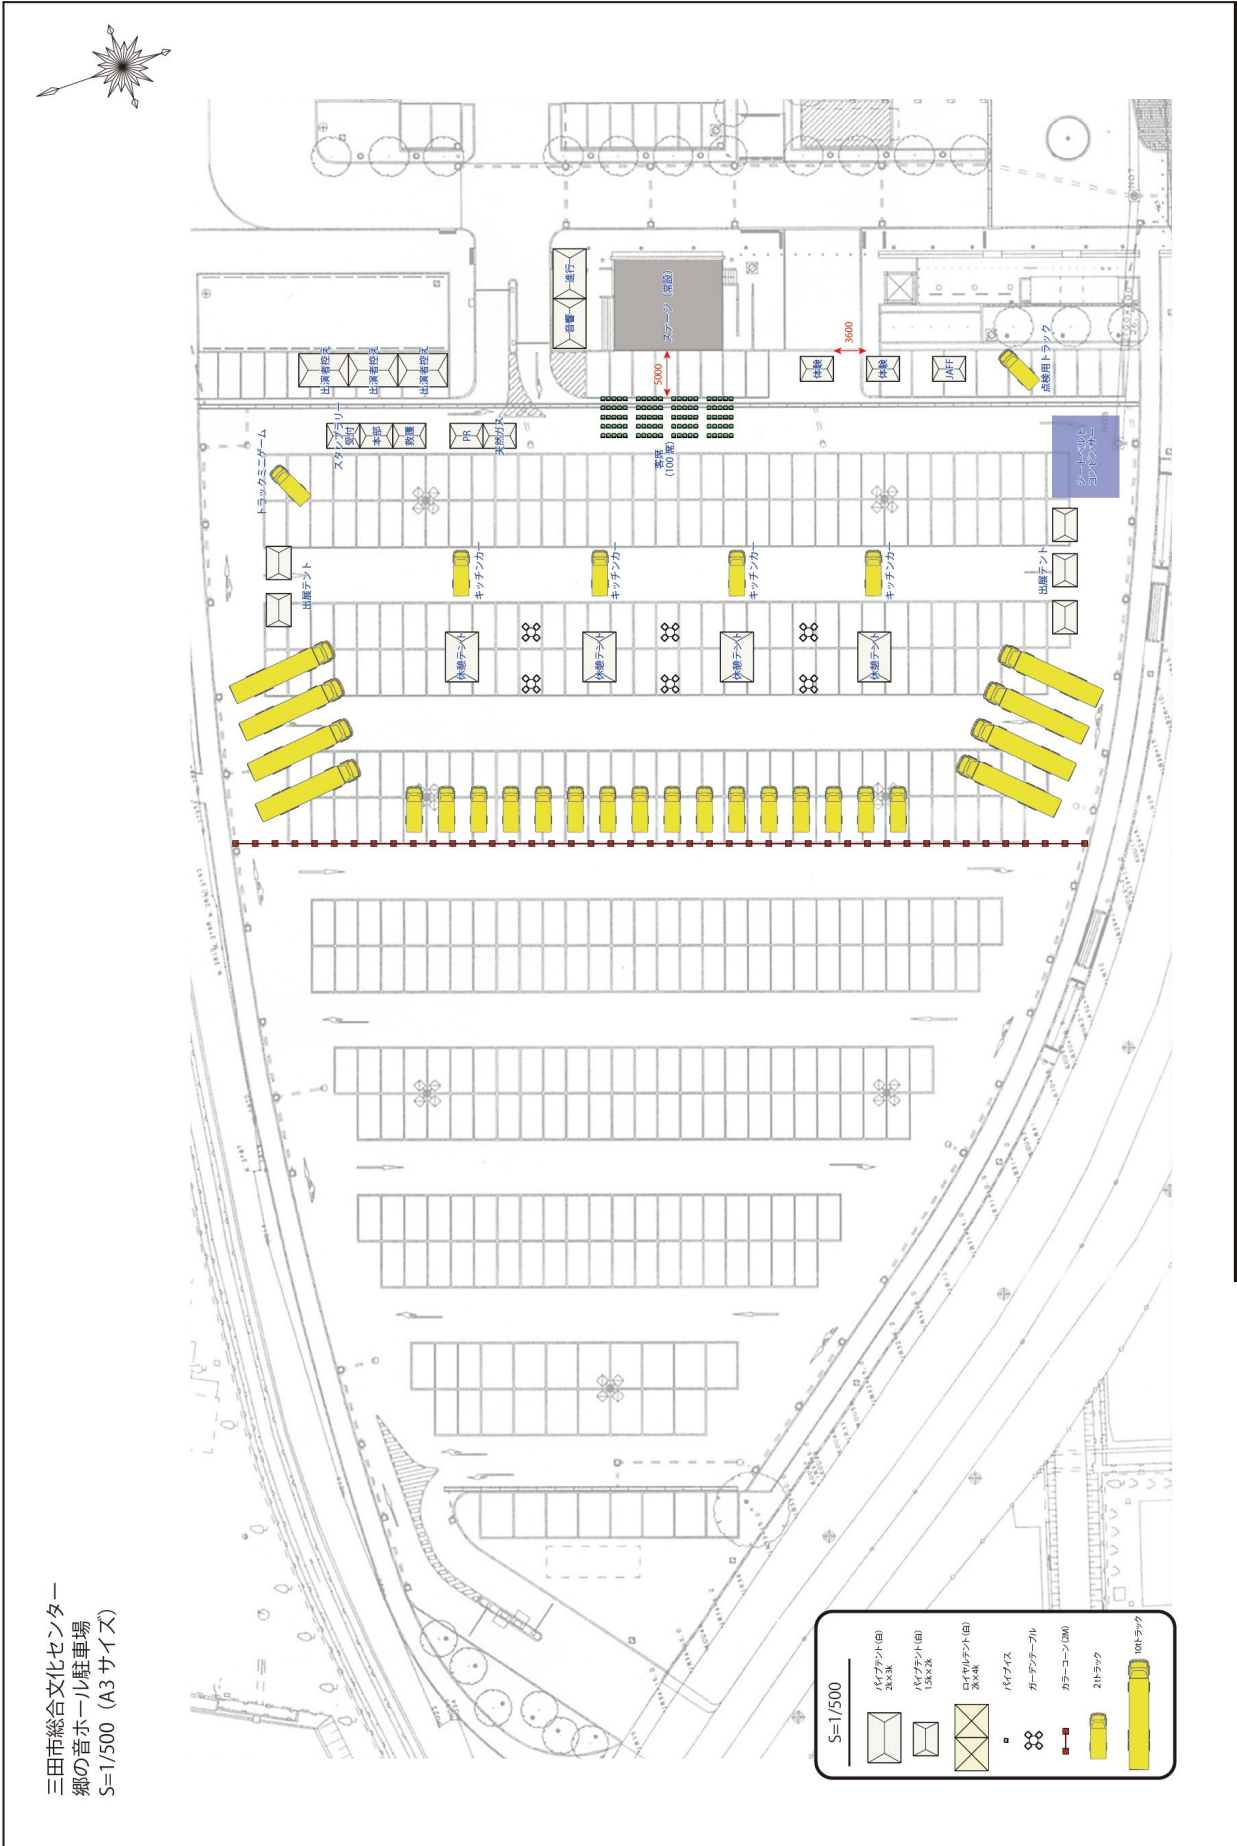 三田市総合文化センター
郷の音ホール駐車場
S=1/500（A3 サイズ）
進行
音響
ステージ（常設）
5000
3600
体験
体験
JAFF
点検用トラック
出演者控え
出演者控え
出演者控え
スタンプラリー
受付
本部
救護
PR
天然ガス
客席
(100 席)
シートベルト
コンビンサー
トラックミニゲーム
出展テント
出展テント
キッチンカー
キッチンカー
キッチンカー
キッチンカー
休憩テント
休憩テント
休憩テント
休憩テント
S=1/500
パイプテント(白)
2k×3k
パイプテント(白)
1.5k×2k
ロイヤルテント(白)
2k×4k
パイプイス
ガーデンテーブル
カラーコーン(2M)
2tトラック
10tトラック